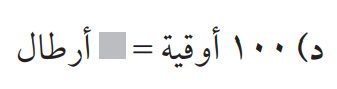 د) ١٠٠ أوقية = ■ أرطال